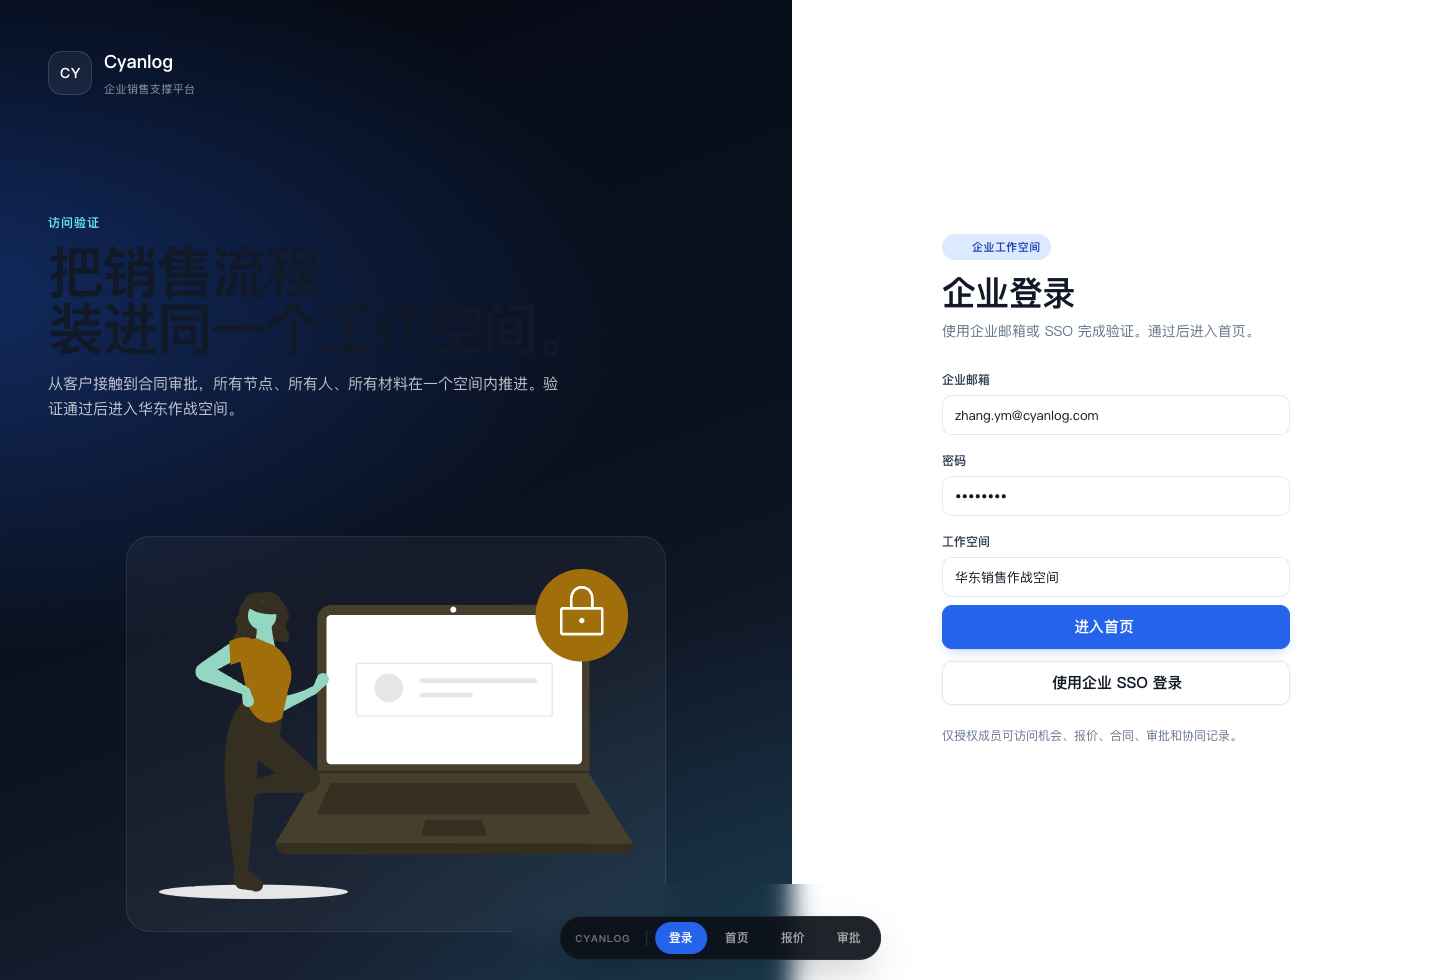 CY
Cyanlog
企业销售支撑平台
访问验证
把销售流程
装进同一个工作空间。
从客户接触到合同审批，所有节点、所有人、所有材料在一个空间内推进。验
证通过后进入华东作战空间。
企业工作空间
企业登录
使用企业邮箱或 SSO 完成验证。通过后进入首页。
企业邮箱
zhang.ym@cyanlog.com
密码
••••••••
工作空间
华东销售作战空间
进入首页
使用企业 SSO 登录
仅授权成员可访问机会、报价、合同、审批和协同记录。
CYANLOG 登录 首页 报价 审批